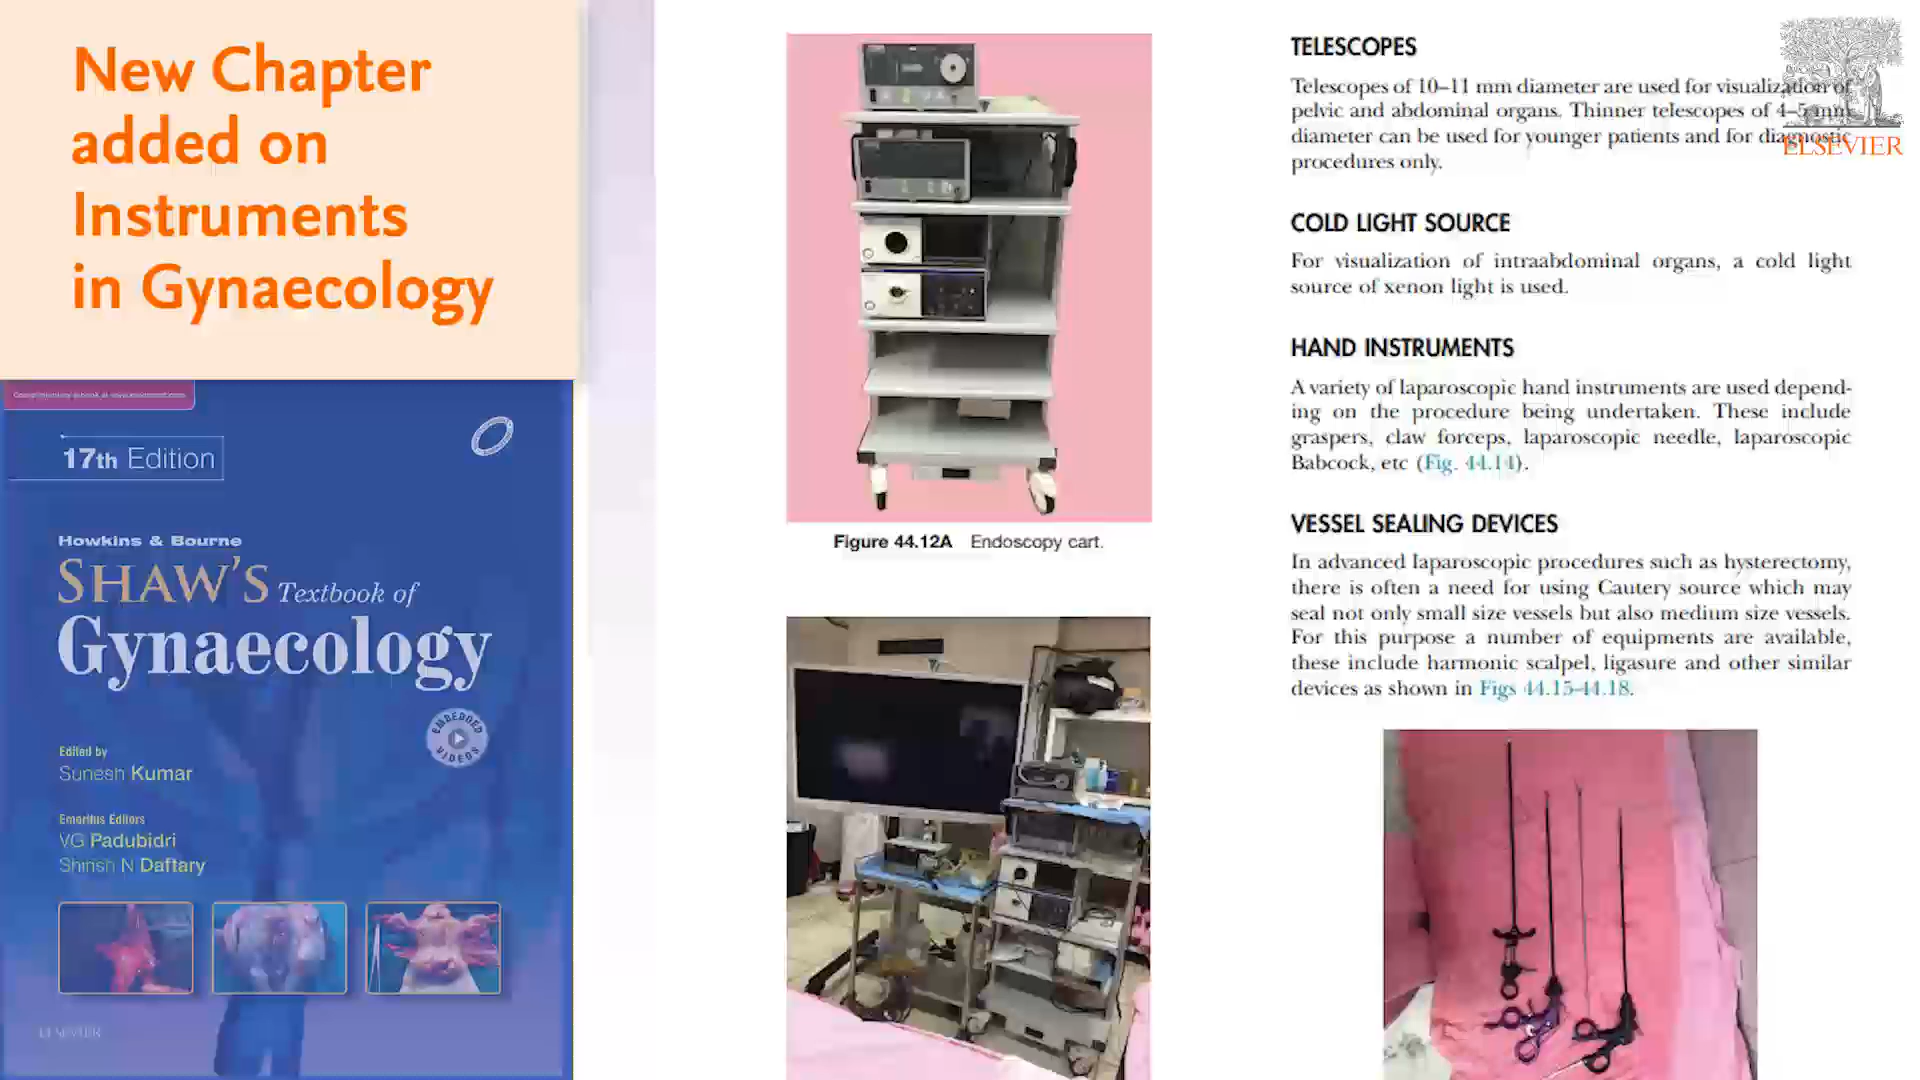 New Chapter
added on
Instruments
in Gynaecology
17th Edition
Howkins & Bourne
SHAW'S Textbook of
Gynaecology
EMBEDDED VIDEOS
Edited by
Sunesh Kumar
Emeritus Editors
VG Padubidri
Shirish N Daftary
ELSEVIER
Figure 44.12A Endoscopy cart.
TELESCOPES
Telescopes of 10–11 mm diameter are used for visualization of
pelvic and abdominal organs. Thinner telescopes of 4–5 mm
diameter can be used for younger patients and for diagnostic
procedures only.
COLD LIGHT SOURCE
For visualization of intraabdominal organs, a cold light
source of xenon light is used.
HAND INSTRUMENTS
A variety of laparoscopic hand instruments are used depend-
ing on the procedure being undertaken. These include
graspers, claw forceps, laparoscopic needle, laparoscopic
Babcock, etc (Fig. 44.14).
VESSEL SEALING DEVICES
In advanced laparoscopic procedures such as hysterectomy,
there is often a need for using Cautery source which may
seal not only small size vessels but also medium size vessels.
For this purpose a number of equipments are available,
these include harmonic scalpel, ligasure and other similar
devices as shown in Figs 44.15–44.18.
ELSEVIER